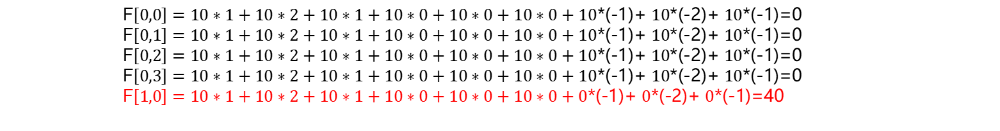 F[0,0] = 10 ∗ 1 + 10 ∗ 2 + 10 ∗ 1 + 10 ∗ 0 + 10 ∗ 0 + 10 ∗ 0 + 10*(-1)+ 10*(-2)+ 10*(-1)=0
F[0,1] = 10 ∗ 1 + 10 ∗ 2 + 10 ∗ 1 + 10 ∗ 0 + 10 ∗ 0 + 10 ∗ 0 + 10*(-1)+ 10*(-2)+ 10*(-1)=0
F[0,2] = 10 ∗ 1 + 10 ∗ 2 + 10 ∗ 1 + 10 ∗ 0 + 10 ∗ 0 + 10 ∗ 0 + 10*(-1)+ 10*(-2)+ 10*(-1)=0
F[0,3] = 10 ∗ 1 + 10 ∗ 2 + 10 ∗ 1 + 10 ∗ 0 + 10 ∗ 0 + 10 ∗ 0 + 10*(-1)+ 10*(-2)+ 10*(-1)=0
F[1,0] = 10 ∗ 1 + 10 ∗ 2 + 10 ∗ 1 + 10 ∗ 0 + 10 ∗ 0 + 10 ∗ 0 + 0*(-1)+ 0*(-2)+ 0*(-1)=40